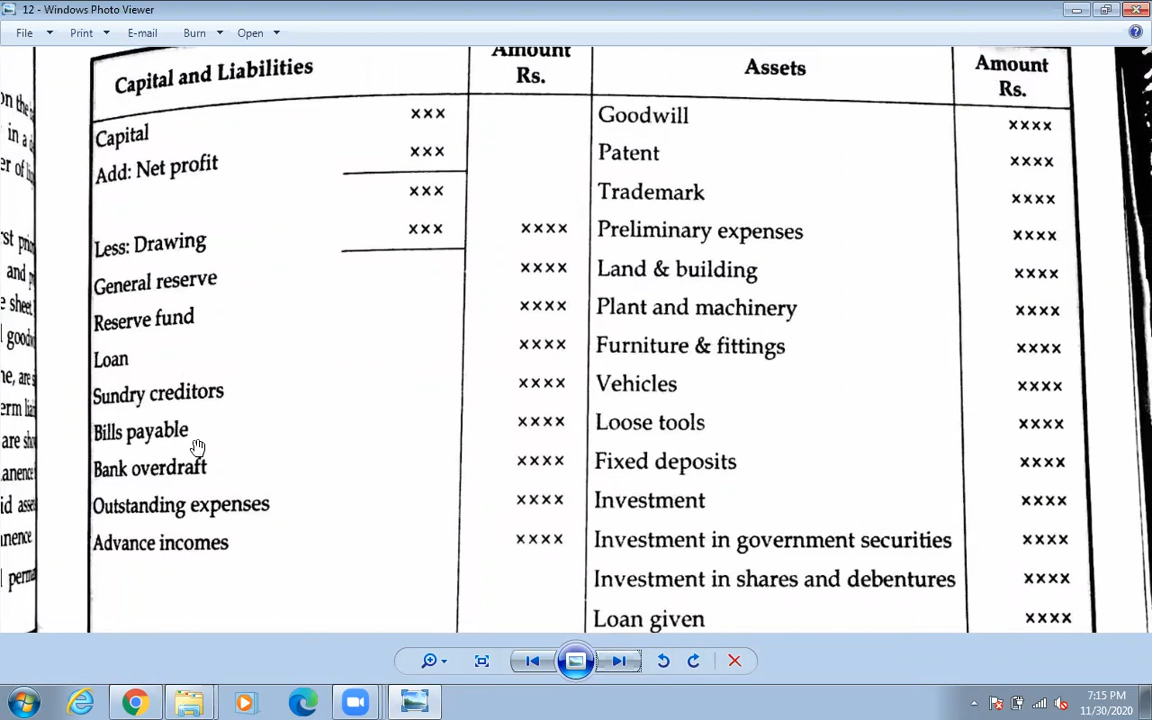 12 - Windows Photo Viewer
File Print E-mail Burn Open
Capital and Liabilities Amount Rs. Assets Amount Rs.
Capital xxx Goodwill xxxx
Add: Net profit xxx Patent xxxx
xxx Trademark xxxx
Less: Drawing xxx xxxx Preliminary expenses xxxx
General reserve xxxx Land & building xxxx
Reserve fund xxxx Plant and machinery xxxx
Loan xxxx Furniture & fittings xxxx
Sundry creditors xxxx Vehicles xxxx
Bills payable xxxx Loose tools xxxx
Bank overdraft xxxx Fixed deposits xxxx
Outstanding expenses xxxx Investment xxxx
Advance incomes xxxx Investment in government securities xxxx
Investment in shares and debentures xxxx
Loan given xxxx
7:15 PM
11/30/2020